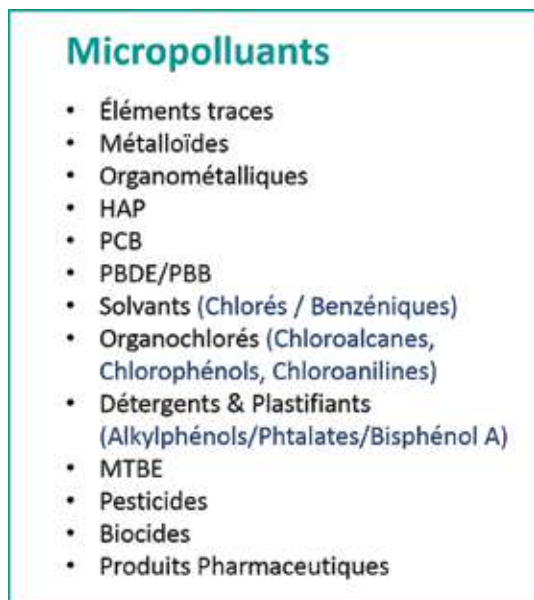 Micropolluants
• Éléments traces
• Métalloïdes
• Organométalliques
• HAP
• PCB
• PBDE/PBB
• Solvants (Chlorés / Benzéniques)
• Organochlorés (Chloroalcanes,
Chlorophénols, Chloroanilines)
• Détergents & Plastifiants
(Alkylphénols/Phtalates/Bisphénol A)
• MTBE
• Pesticides
• Biocides
• Produits Pharmaceutiques